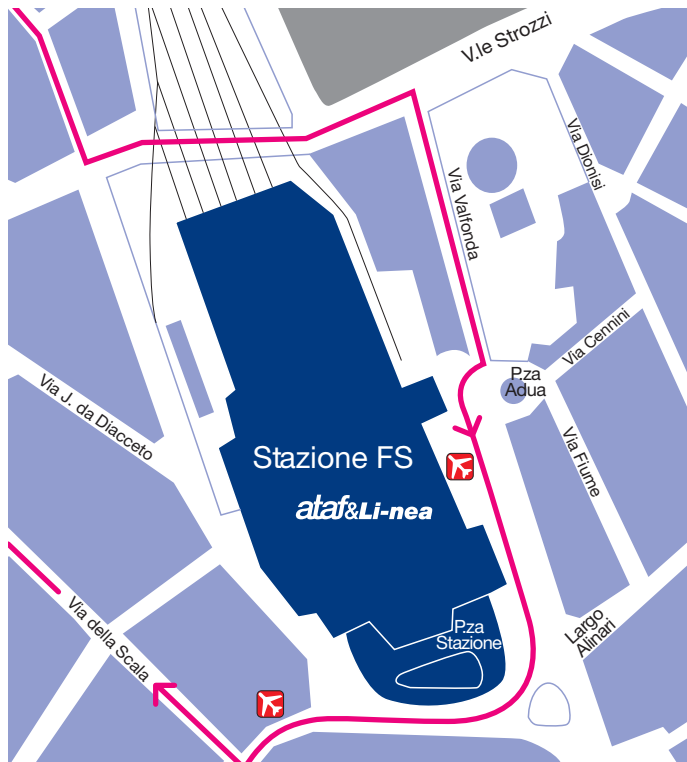 V.le Strozzi
Via Dionisi
Via Valfonda
Via Cennini
P.za
Adua
Via J. da Diacceto
Via Fiume
Stazione FS
ataf&Li-nea
Via della Scala
P.za
Stazione
Largo
Alinari